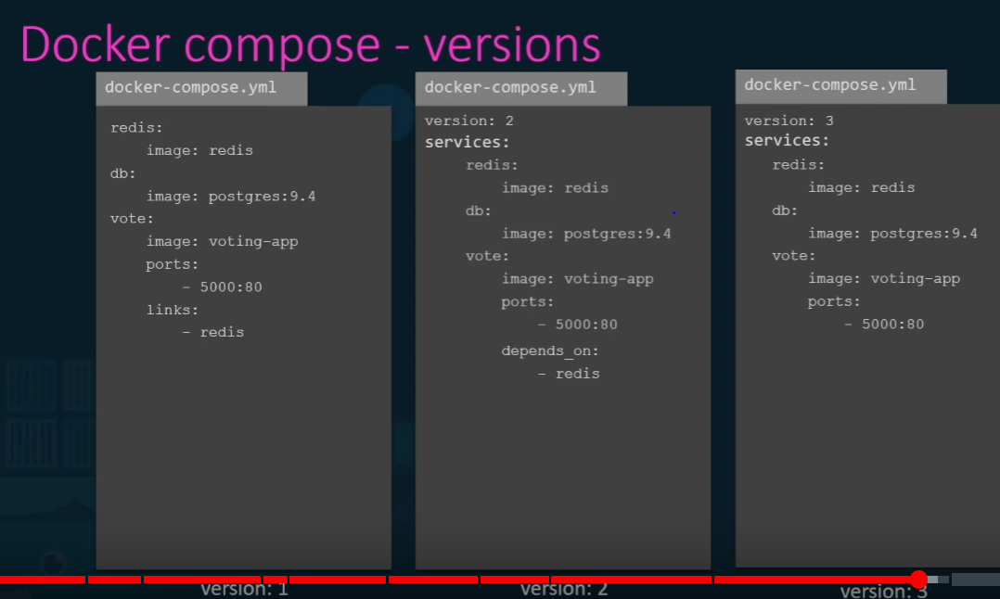 Docker compose - versions
docker-compose.yml
redis:
image: redis
db:
image: postgres:9.4
vote:
image: voting-app
ports:
- 5000:80
links:
- redis
version: 1
docker-compose.yml
version: 2
services:
redis:
image: redis
db:
image: postgres:9.4
vote:
image: voting-app
ports:
- 5000:80
depends_on:
- redis
version: 2
docker-compose.yml
version: 3
services:
redis:
image: redis
db:
image: postgres:9.4
vote:
image: voting-app
ports:
- 5000:80
version: 3